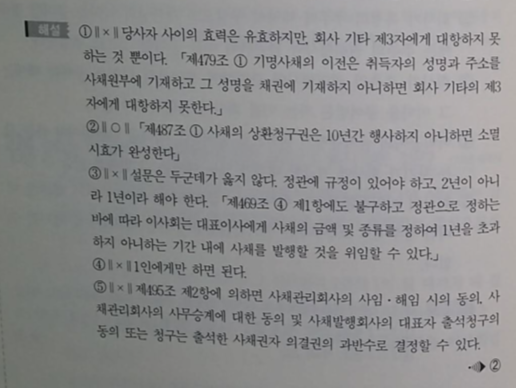 해설 ①∥×∥당사자 사이의 효력은 유효하지만, 회사 기타 제3자에게 대항하지 못
하는 것 뿐이다. 「제479조 ① 기명사채의 이전은 취득자의 성명과 주소를
사채원부에 기재하고 그 성명을 채권에 기재하지 아니하면 회사 기타의 제3
자에게 대항하지 못한다.」
②∥○∥「제487조 ① 사채의 상환청구권은 10년간 행사하지 아니하면 소멸
시효가 완성한다」
③∥×∥설문은 두군데가 옳지 않다. 정관에 규정이 있어야 하고, 2년이 아니
라 1년이라 해야 한다. 「제469조 ④ 제1항에도 불구하고 정관으로 정하는
바에 따라 이사회는 대표이사에게 사채의 금액 및 종류를 정하여 1년을 초과
하지 아니하는 기간 내에 사채를 발행할 것을 위임할 수 있다.」
④∥×∥1인에게만 하면 된다.
⑤∥×∥제495조 제2항에 의하면 사채관리회사의 사임·해임 시의 동의, 사
채관리회사의 사무승계에 대한 동의 및 사채발행회사의 대표자 출석청구의
동의 또는 청구는 출석한 사채권자 의결권의 과반수로 결정할 수 있다.
②